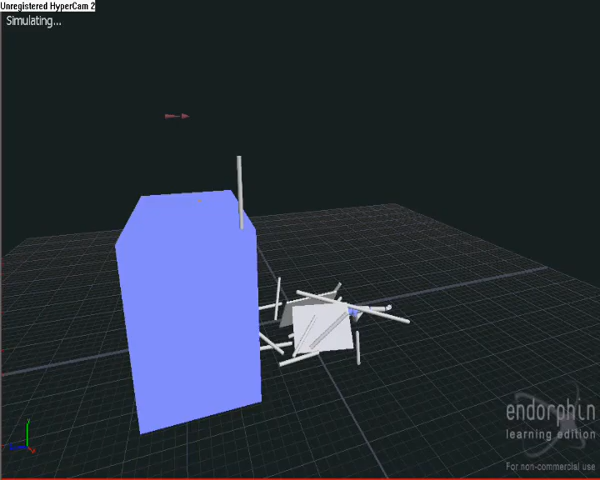 Unregistered HyperCam 2
Simulating...
endorphin
learning edition
For non-commercial use